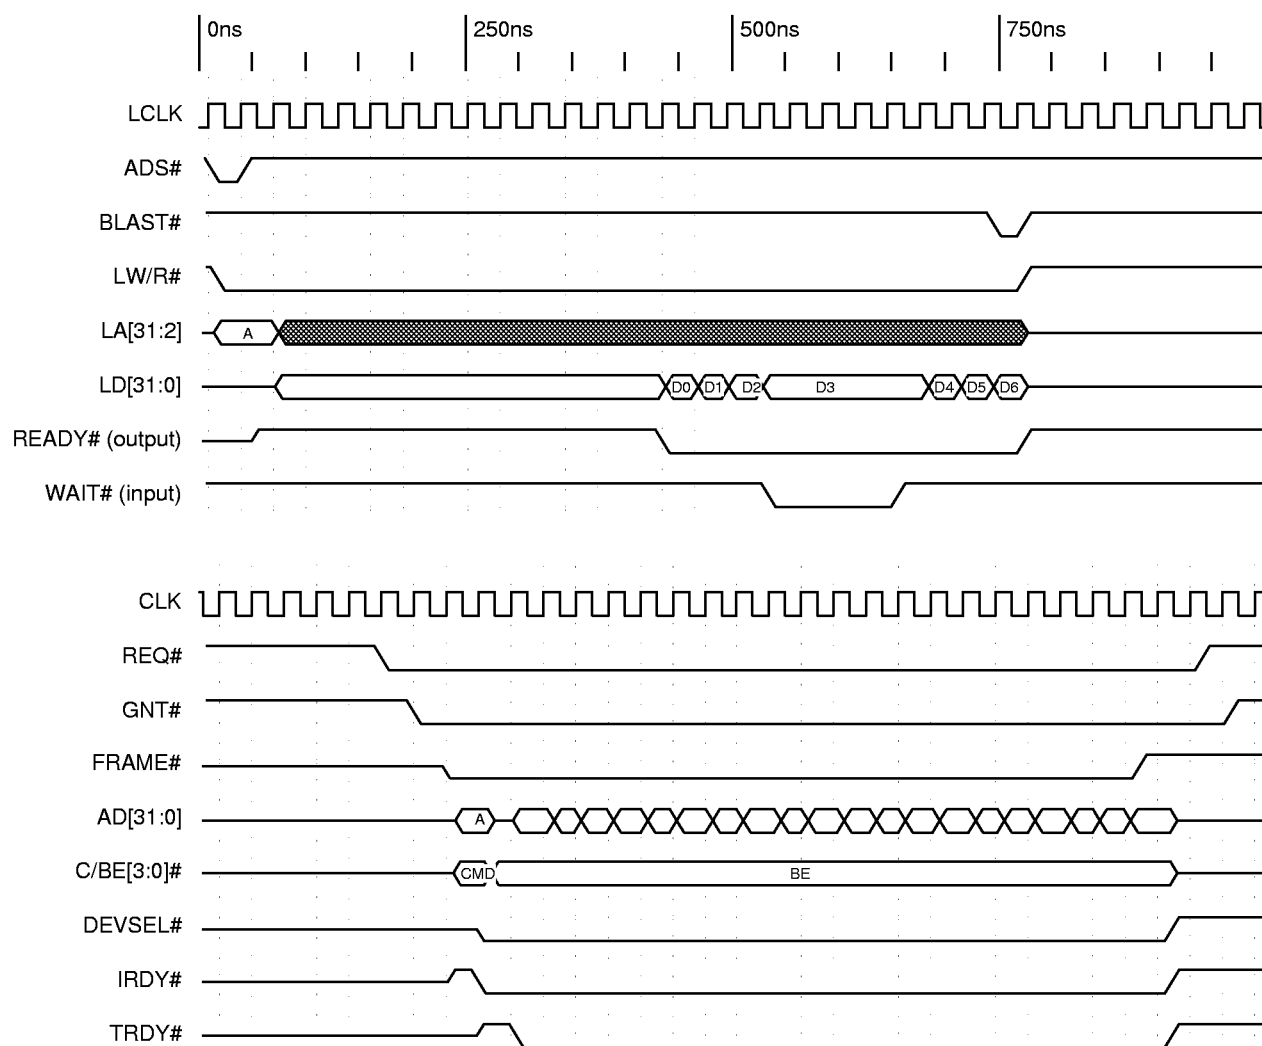 0ns 250ns 500ns 750ns
LCLK
ADS#
BLAST#
LW/R#
LA[31:2] A
LD[31:0] D0 D1 D2 D3 D4 D5 D6
READY# (output)
WAIT# (input)
CLK
REQ#
GNT#
FRAME#
AD[31:0] A
C/BE[3:0]# CMD BE
DEVSEL#
IRDY#
TRDY#